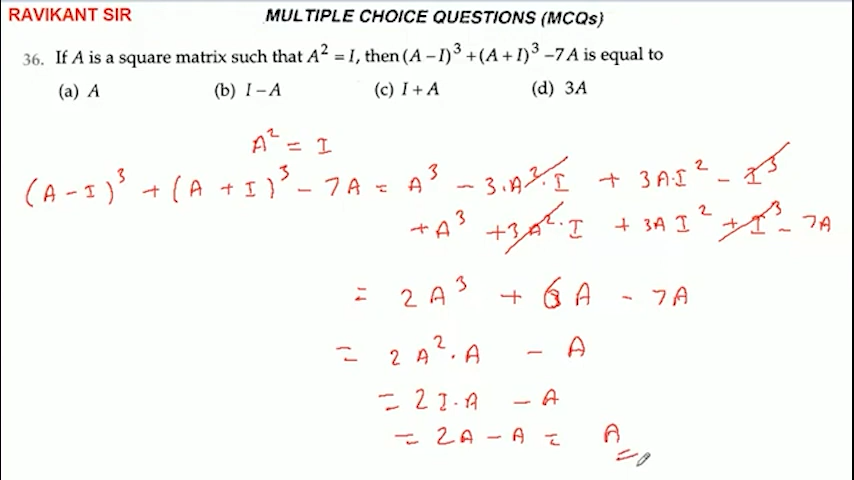 RAVIKANT SIR
MULTIPLE CHOICE QUESTIONS (MCQs)
36. If A is a square matrix such that A² = I, then (A – I)³ + (A + I)³ – 7A is equal to
(a) A (b) I – A (c) I + A (d) 3A
A² = I
(A – I)³ + (A + I)³ – 7A = A³ – 3·A²·I + 3A·I² – I³
+ A³ + 3A²·I + 3A I² + I³ – 7A
= 2A³ + 6A – 7A
= 2A²·A – A
= 2I·A – A
= 2A – A = A